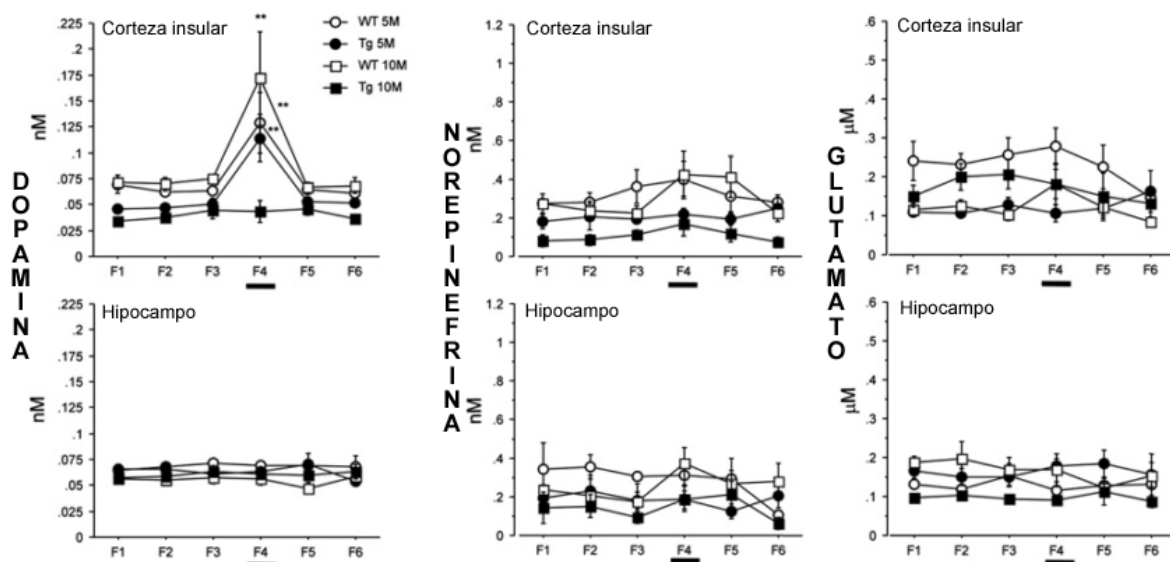 DOPAMINA
Corteza insular
nM
.225
.2
.175
.15
.125
.1
.075
.05
.025
0
**
**
**
WT 5M
Tg 5M
WT 10M
Tg 10M
F1 F2 F3 F4 F5 F6
Hipocampo
nM
.225
.2
.175
.15
.125
.1
.075
.05
.025
0
F1 F2 F3 F4 F5 F6
NOREPINEFRINA
Corteza insular
nM
1.2
1
.8
.6
.4
.2
0
F1 F2 F3 F4 F5 F6
Hipocampo
nM
1.2
1
.8
.6
.4
.2
0
F1 F2 F3 F4 F5 F6
GLUTAMATO
Corteza insular
µM
.6
.5
.4
.3
.2
.1
0
F1 F2 F3 F4 F5 F6
Hipocampo
µM
.6
.5
.4
.3
.2
.1
0
F1 F2 F3 F4 F5 F6